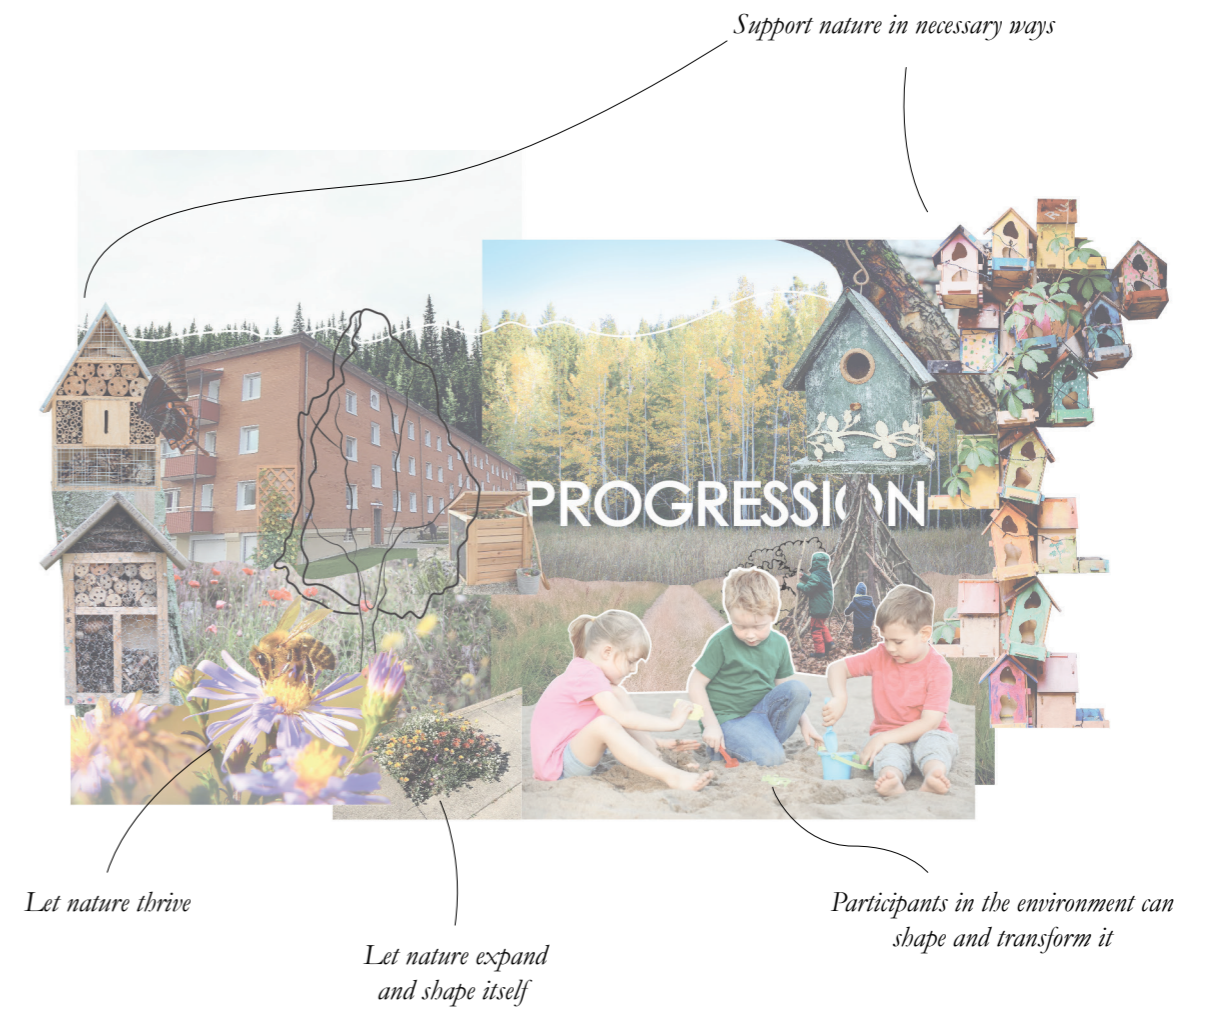 Support nature in necessary ways
PROGRESSION
Let nature thrive
Participants in the environment can
shape and transform it
Let nature expand
and shape itself